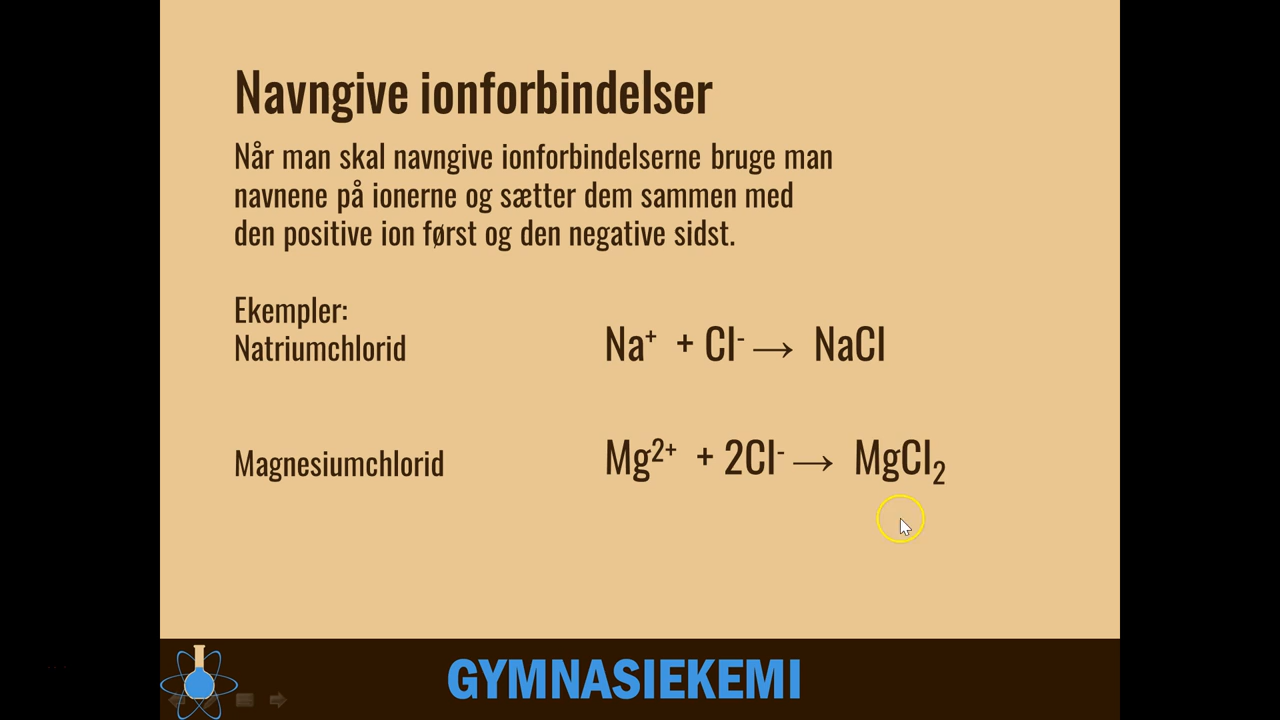 Navngive ionforbindelser
Når man skal navngive ionforbindelserne bruge man
navnene på ionerne og sætter dem sammen med
den positive ion først og den negative sidst.
Ekempler:
Natriumchlorid Na⁺ + Cl⁻ → NaCl
Magnesiumchlorid Mg²⁺ + 2Cl⁻ → MgCl₂
GYMNASIEKEMI